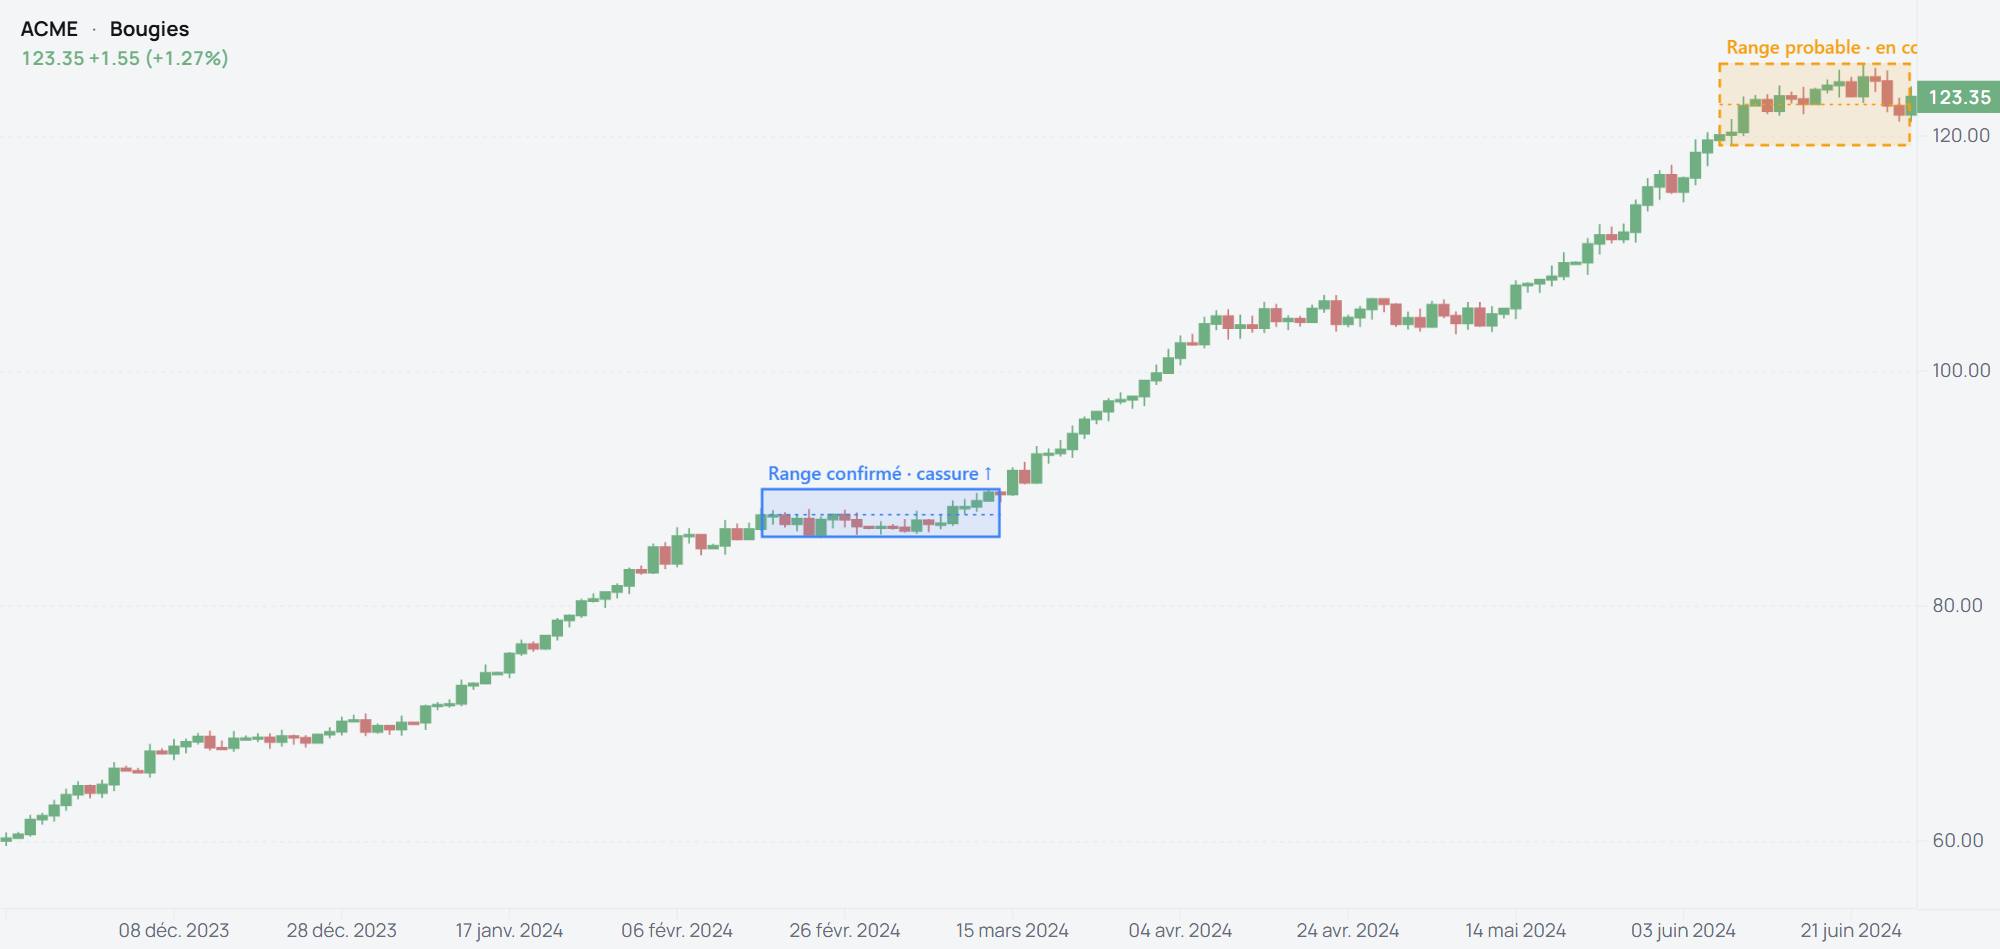 ACME · Bougies
123.35 +1.55 (+1.27%)
Range probable · en co
123.35
120.00
100.00
Range confirmé · cassure ↑
80.00
60.00
08 déc. 2023
28 déc. 2023
17 janv. 2024
06 févr. 2024
26 févr. 2024
15 mars 2024
04 avr. 2024
24 avr. 2024
14 mai 2024
03 juin 2024
21 juin 2024